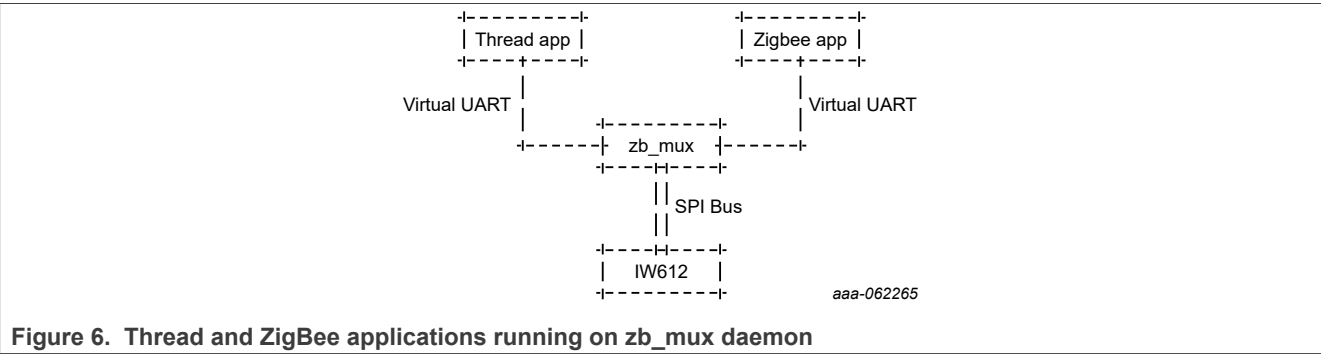 Thread app
Zigbee app
Virtual UART
Virtual UART
zb_mux
SPI Bus
IW612
aaa-062265
Figure 6. Thread and ZigBee applications running on zb_mux daemon